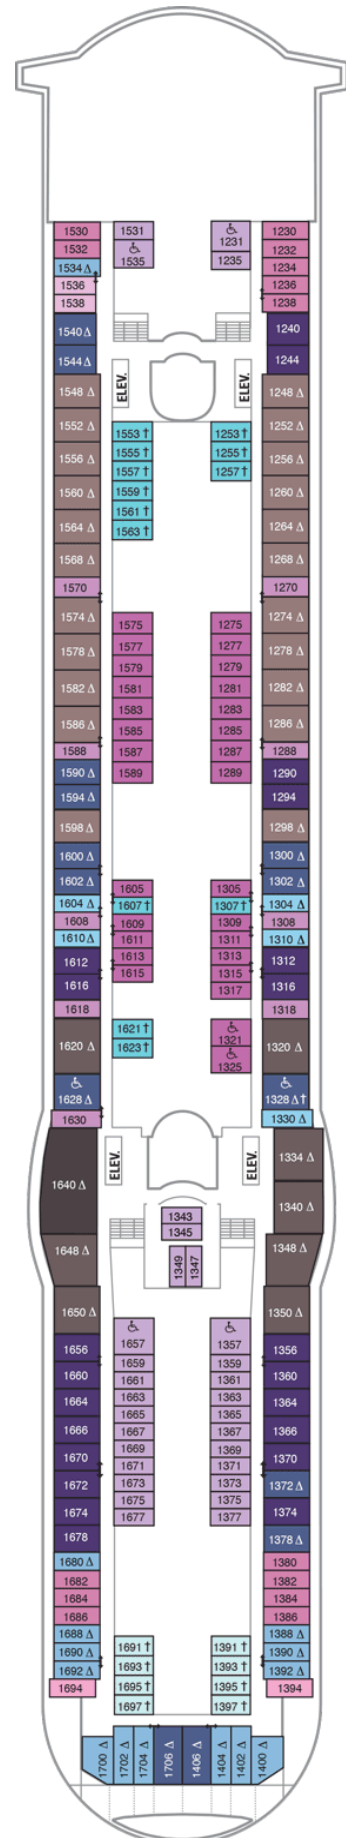 1530 1531 1231 1230
1532 1535 1235 1232
1534 Δ 1234
1536 1236
1538 1238
1540 Δ 1240
1544 Δ 1244
ELEV. ELEV.
1548 Δ 1248 Δ
1552 Δ 1252 Δ
1553 † 1253 †
1555 † 1255 †
1556 Δ 1557 † 1257 † 1256 Δ
1560 Δ 1559 † 1260 Δ
1561 †
1564 Δ 1563 † 1264 Δ
1568 Δ 1268 Δ
1570 1270
1574 Δ 1575 1275 1274 Δ
1578 Δ 1577 1277 1278 Δ
1579 1279
1582 Δ 1581 1281 1282 Δ
1583 1283
1586 Δ 1585 1285 1286 Δ
1588 1587 1287 1288
1590 Δ 1589 1289 1290
1594 Δ 1294
1598 Δ 1298 Δ
1600 Δ 1300 Δ
1602 Δ 1605 1305 1302 Δ
1604 Δ 1607 † 1307 † 1304 Δ
1608 1609 1309 1308
1610 Δ 1611 1311 1310 Δ
1612 1613 1313 1312
1616 1615 1315 1316
1317
1618 1318
1620 Δ 1621 † 1321 1320 Δ
1623 † 1325
1628 Δ 1328 Δ †
1630 1330 Δ
ELEV. ELEV.
1640 Δ 1334 Δ
1343 1340 Δ
1345
1648 Δ 1349 1347 1348 Δ
1650 Δ 1350 Δ
1656 1657 1357 1356
1660 1659 1359 1360
1661 1361
1664 1663 1363 1364
1665 1365
1666 1667 1367 1366
1670 1669 1369 1370
1671 1371
1672 1673 1373 1372 Δ
1674 1675 1375 1374
1678 1677 1377 1378 Δ
1680 Δ 1380
1682 1382
1684 1384
1686 1386
1688 Δ 1691 † 1391 † 1388 Δ
1690 Δ 1693 † 1393 † 1390 Δ
1692 Δ 1695 † 1395 † 1392 Δ
1694 1697 † 1397 † 1394
1700 Δ 1702 Δ 1704 Δ 1706 Δ 1406 Δ 1404 Δ 1402 Δ 1400 Δ